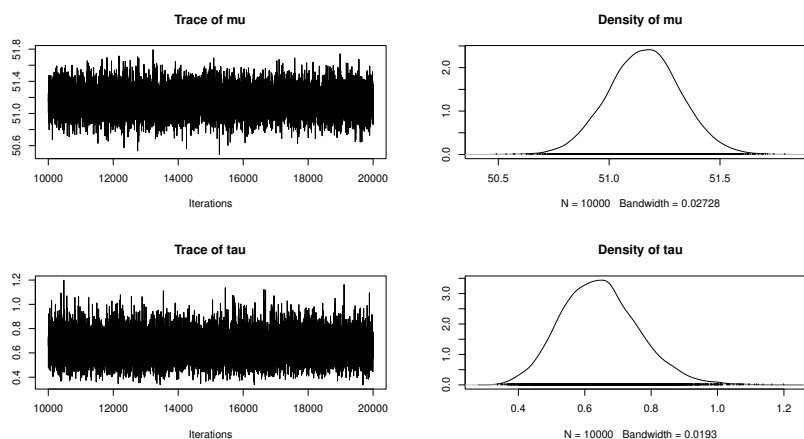 Trace of mu
51.8
51.4
51.0
50.6
10000 12000 14000 16000 18000 20000
Iterations
Density of mu
2.0
1.0
0.0
50.5 51.0 51.5
N = 10000 Bandwidth = 0.02728
Trace of tau
1.2
1.0
0.8
0.6
0.4
10000 12000 14000 16000 18000 20000
Iterations
Density of tau
3.0
2.0
1.0
0.0
0.4 0.6 0.8 1.0 1.2
N = 10000 Bandwidth = 0.0193